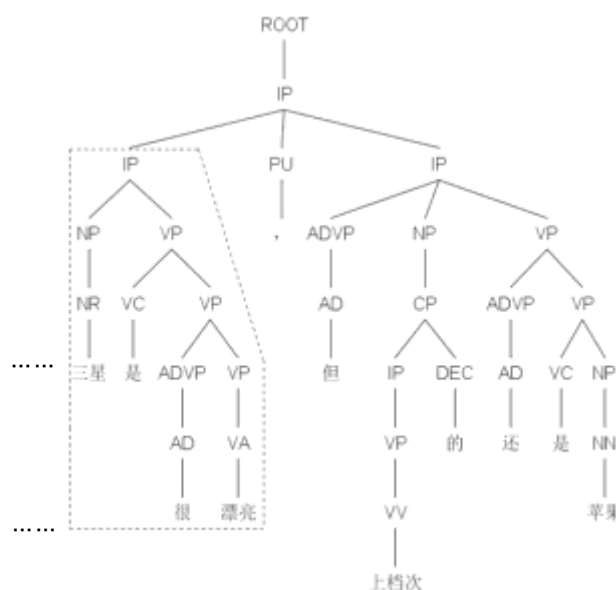 ROOT
IP
IP PU IP
NP VP , ADVP NP VP
NR VC VP AD CP ADVP VP
…… 三星 是 ADVP VP 但 IP DEC AD VC NP
AD VA VP 的 还 是 NN
…… 很 漂亮 VV 苹果
上档次